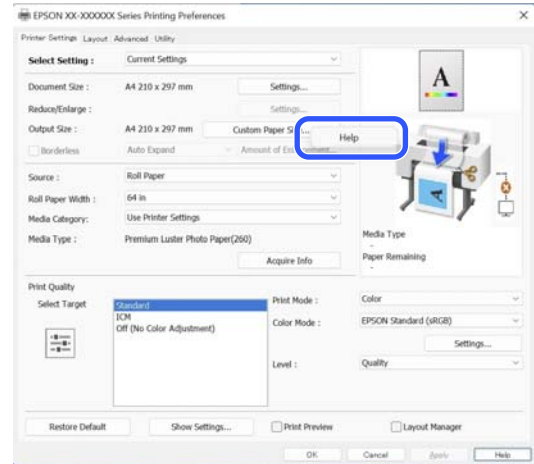 EPSON XX-XXXXXX Series Printing Preferences
Printer Settings Layout Advanced Utility
Select Setting : Current Settings
Document Size : A4 210 x 297 mm Settings...
Reduce/Enlarge : Settings...
Output Size : A4 210 x 297 mm Custom Paper
Help
Borderless Auto Expand Amount of
Source : Roll Paper
Roll Paper Width : 64 in
Media Category: Use Printer Settings
Media Type : Premium Luster Photo Paper(260)
Acquire Info
A
A
Media Type
-
Paper Remaining
-
Print Quality
Select Target
Standard
ICM
Off (No Color Adjustment)
Print Mode : Color
Color Mode : EPSON Standard (sRGB)
Settings...
Level : Quality
Restore Default Show Settings... Print Preview Layout Manager
OK Cancel Apply Help